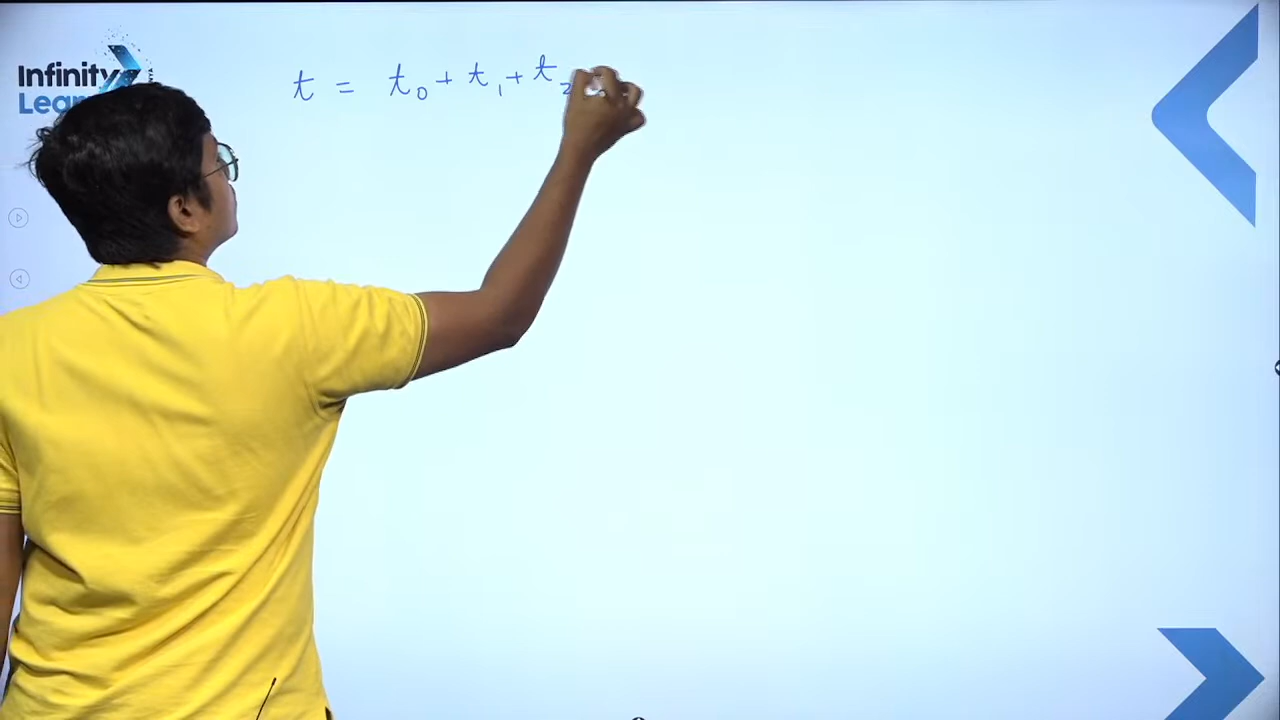 Infinity
Lear
t = t₀ + t₁ + t₂